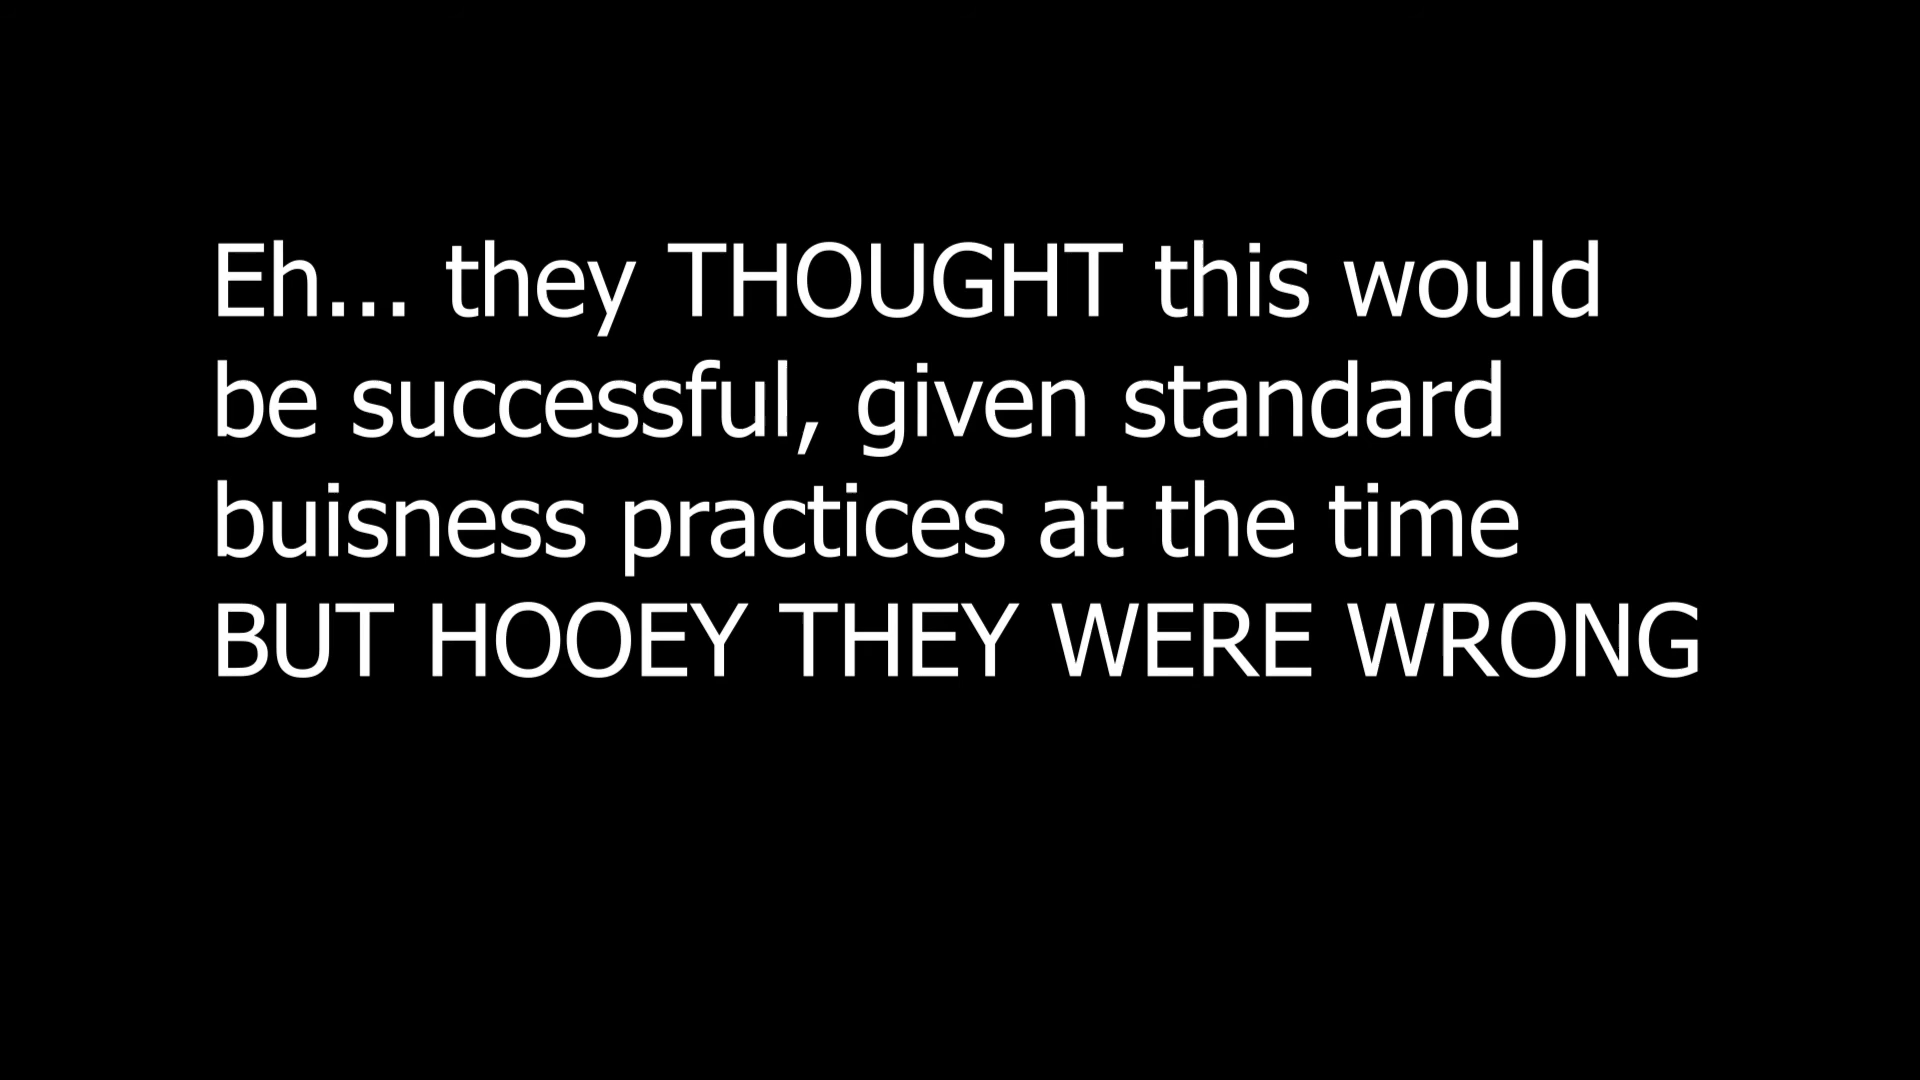 Eh... they THOUGHT this would
be successful, given standard
buisness practices at the time
BUT HOOEY THEY WERE WRONG